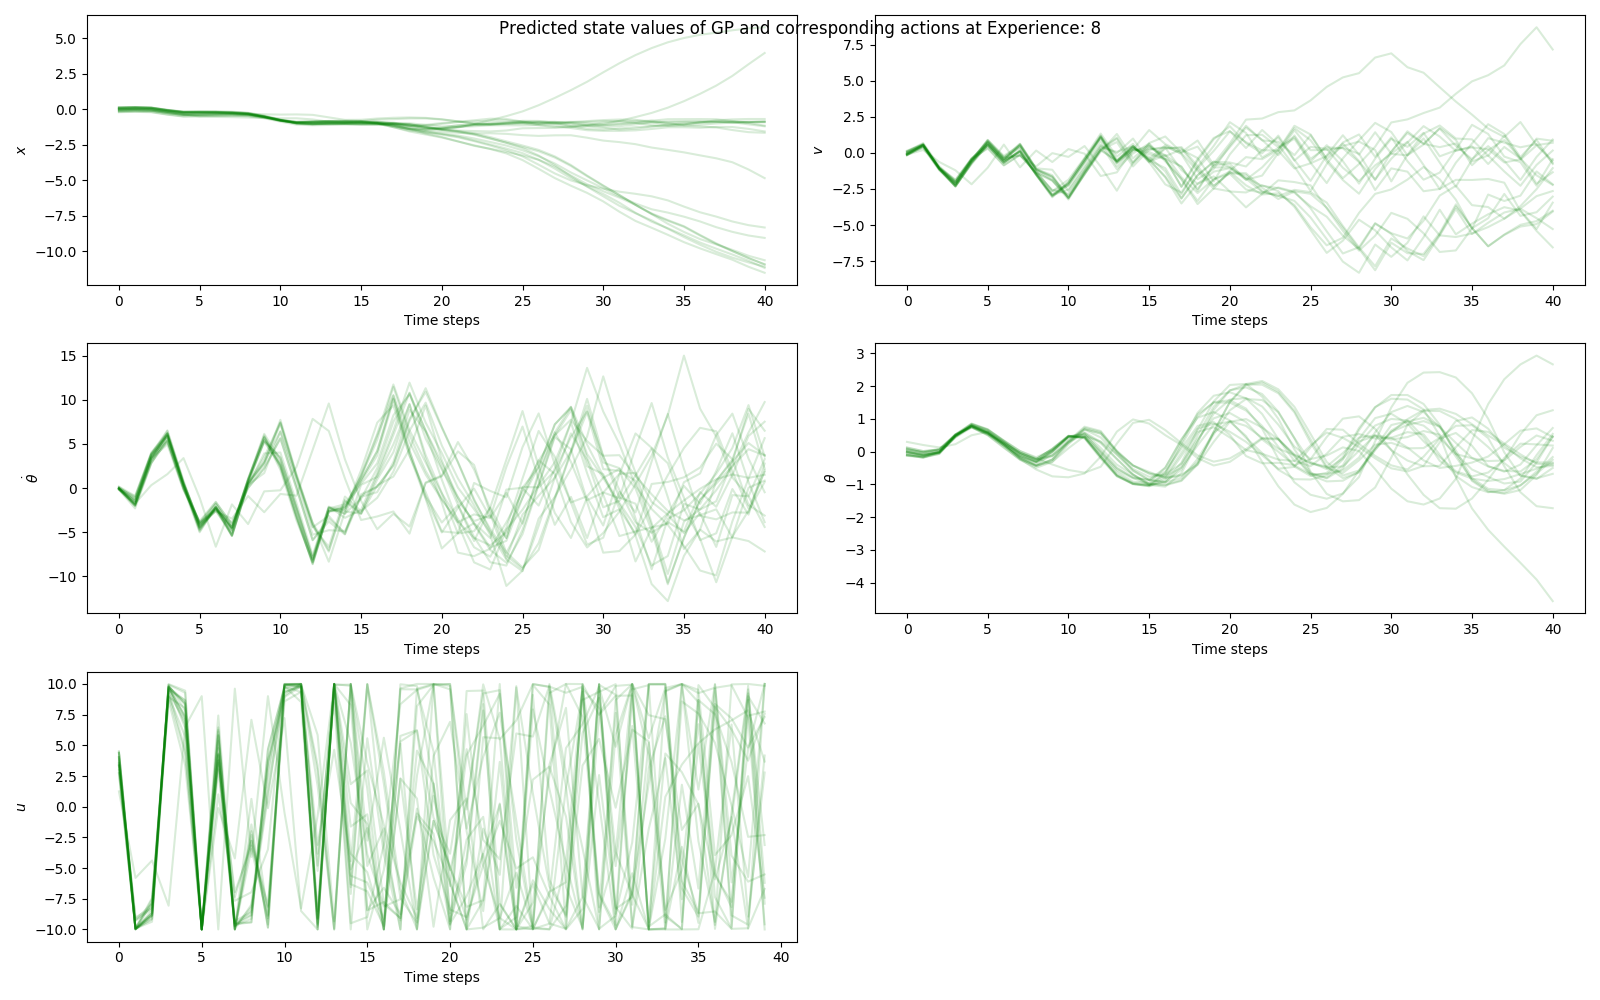 Predicted state values of GP and corresponding actions at Experience: 8
5.0
2.5
0.0
−2.5
−5.0
−7.5
−10.0
x
0 5 10 15 20 25 30 35 40
Time steps
7.5
5.0
2.5
0.0
−2.5
−5.0
−7.5
v
0 5 10 15 20 25 30 35 40
Time steps
15
10
5
0
−5
−10
θ̇
0 5 10 15 20 25 30 35 40
Time steps
3
2
1
0
−1
−2
−3
−4
θ
0 5 10 15 20 25 30 35 40
Time steps
10.0
7.5
5.0
2.5
0.0
−2.5
−5.0
−7.5
−10.0
u
0 5 10 15 20 25 30 35 40
Time steps